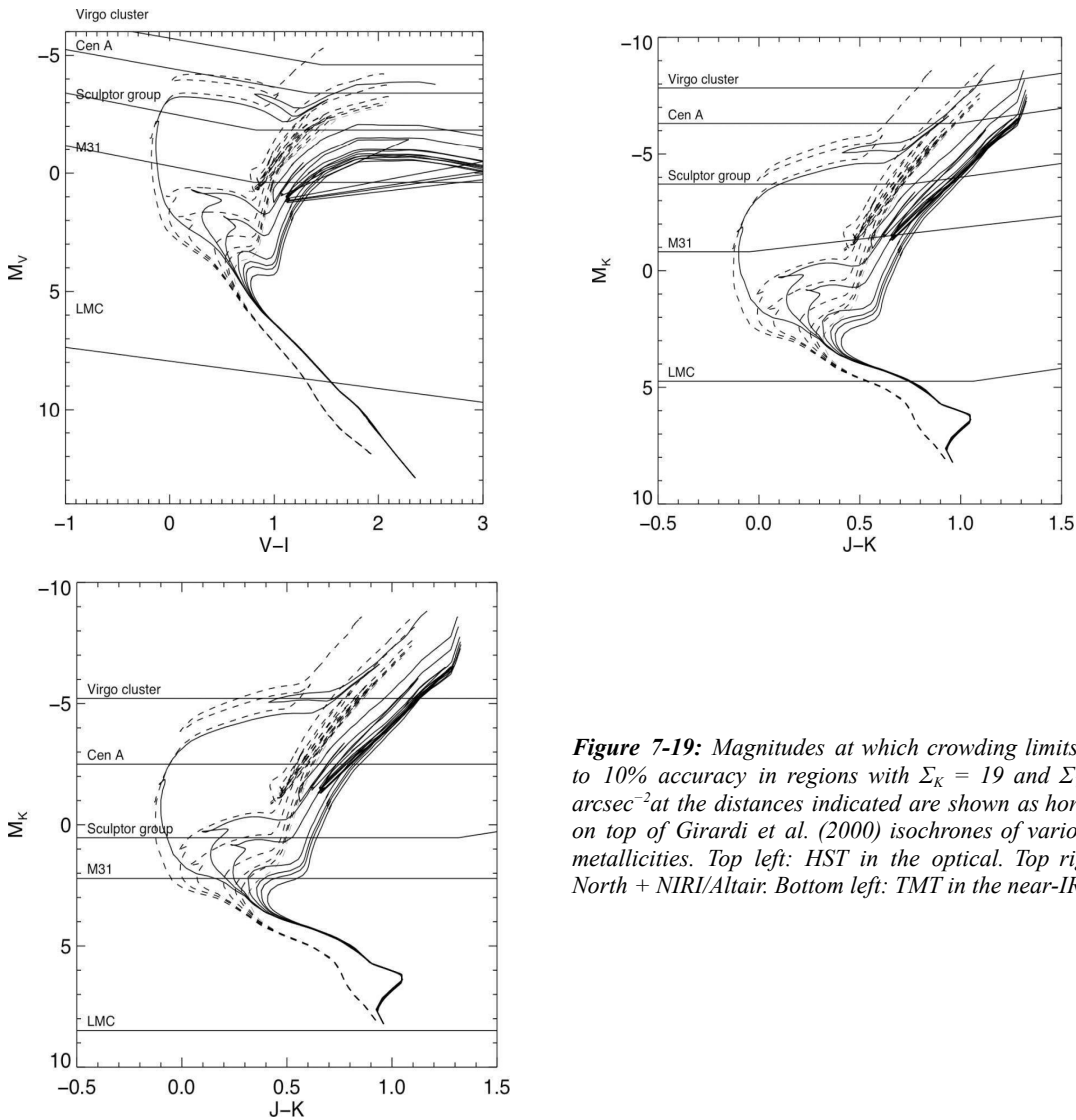 Virgo cluster
Cen A
Sculptor group
M31
LMC
−5
0
5
10
M_V
−1
0
1
2
3
V−I
−10
−5
0
5
10
M_K
Virgo cluster
Cen A
Sculptor group
M31
LMC
−0.5
0.0
0.5
1.0
1.5
J−K
−10
−5
0
5
10
M_K
Virgo cluster
Cen A
Sculptor group
M31
LMC
−0.5
0.0
0.5
1.0
1.5
J−K
Figure 7-19: Magnitudes at which crowding limits
to 10% accuracy in regions with Σ_K = 19 and Σ
arcsec⁻²at the distances indicated are shown as hor
on top of Girardi et al. (2000) isochrones of vario
metallicities. Top left: HST in the optical. Top ri
North + NIRI/Altair. Bottom left: TMT in the near-IR